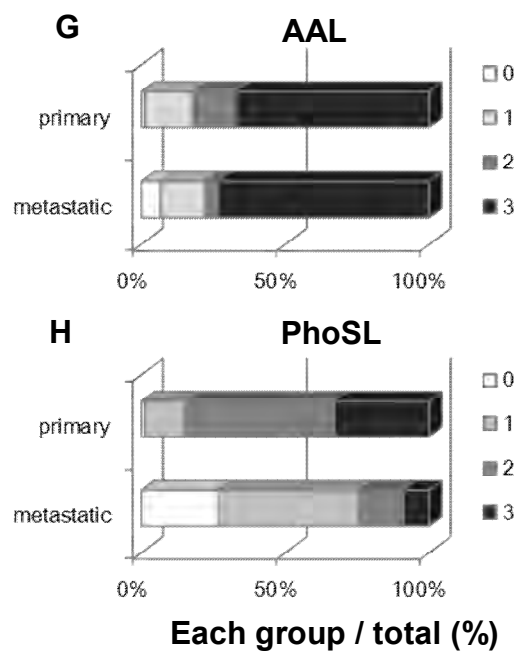 G AAL
0
primary
1
2
metastatic
3
0% 50% 100%
H PhoSL
0
primary
1
2
metastatic
3
0% 50% 100%
Each group / total (%)